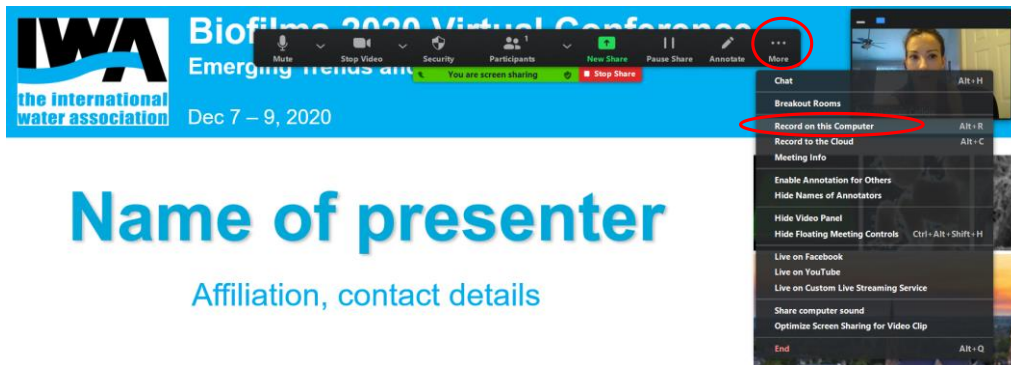 IWA
the international
water association
Biofilms 2020 Virtual Conference
Emerging Trends and
Dec 7 – 9, 2020
Mute
Stop Video
Security
Participants
1
New Share
Pause Share
Annotate
More
You are screen sharing
Stop Share
Name of presenter
Affiliation, contact details
Chat Alt+H
Breakout Rooms
Record on this Computer Alt+R
Record to the Cloud Alt+C
Meeting Info
Enable Annotation for Others
Hide Names of Annotators
Hide Video Panel
Hide Floating Meeting Controls Ctrl+Alt+Shift+H
Live on Facebook
Live on YouTube
Live on Custom Live Streaming Service
Share computer sound
Optimize Screen Sharing for Video Clip
End Alt+Q